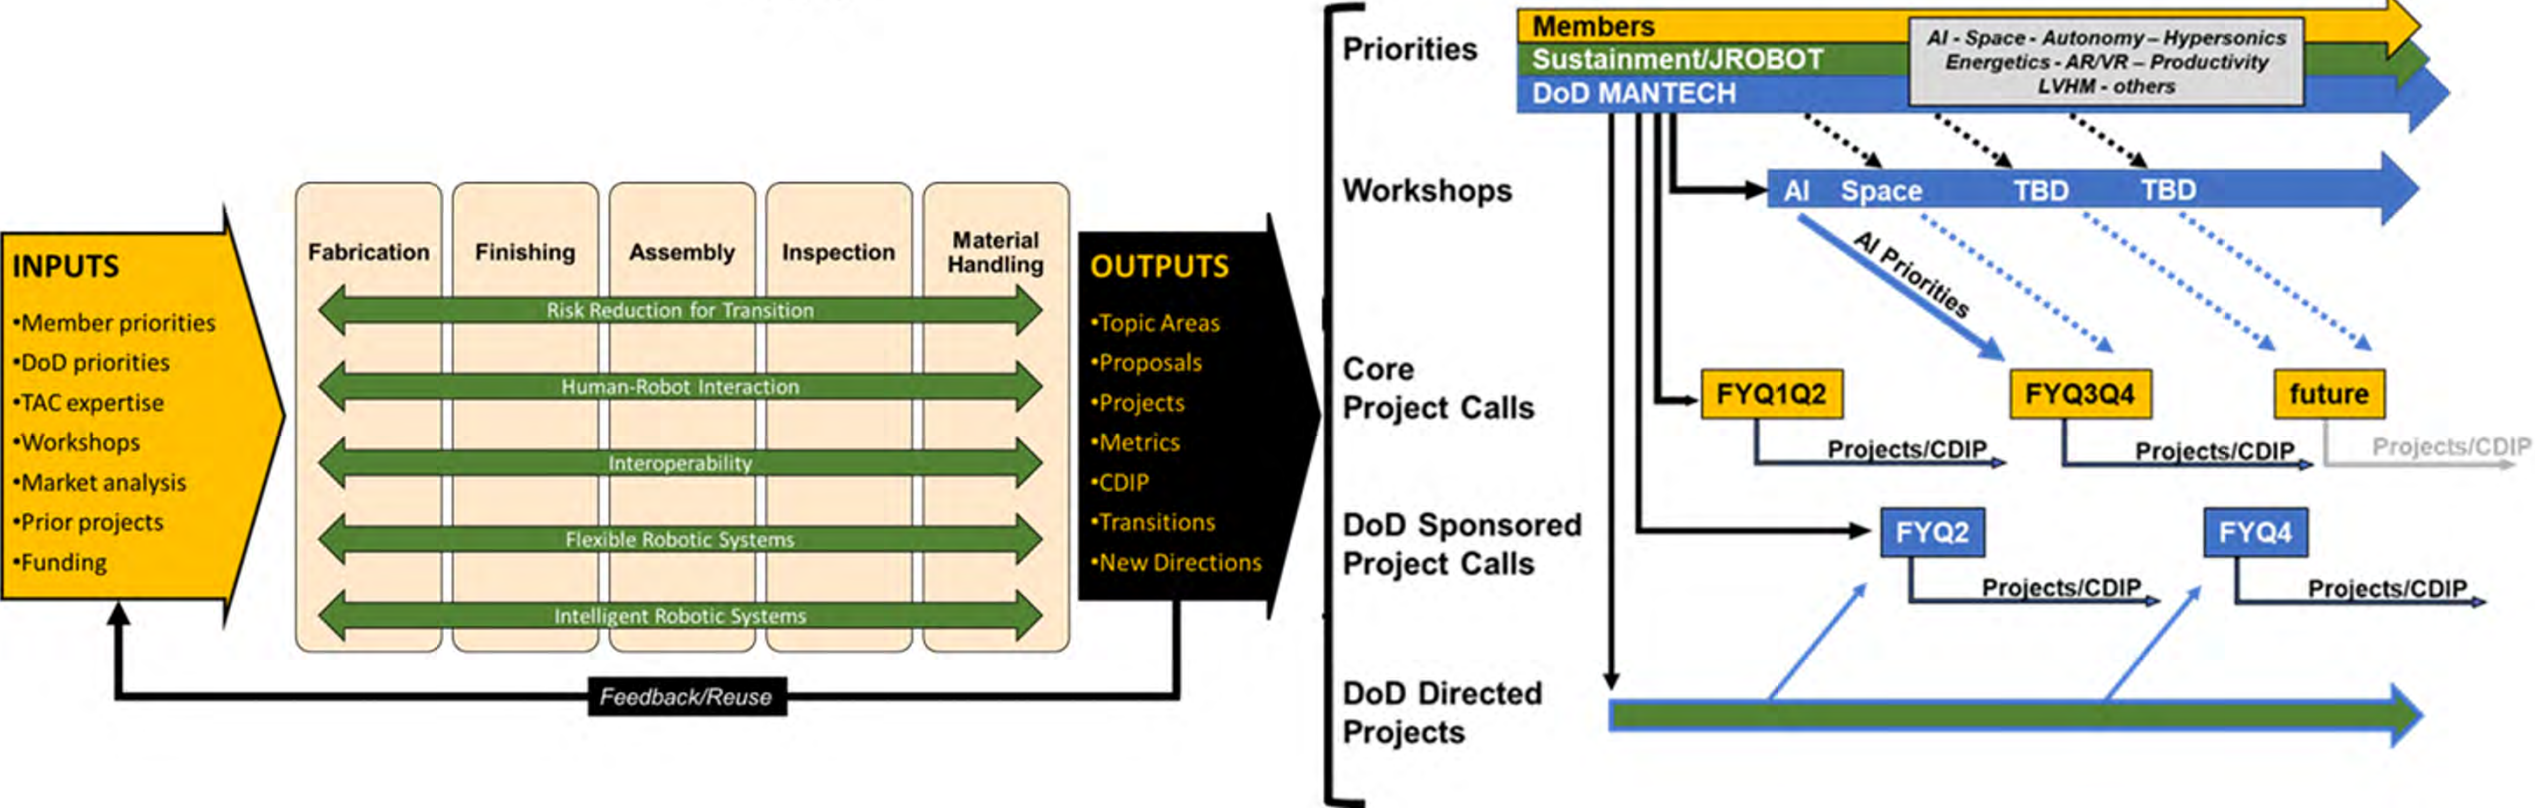 INPUTS
•Member priorities
•DoD priorities
•TAC expertise
•Workshops
•Market analysis
•Prior projects
•Funding
Fabrication
Finishing
Assembly
Inspection
Material
Handling
Risk Reduction for Transition
Human-Robot Interaction
Interoperability
Flexible Robotic Systems
Intelligent Robotic Systems
Feedback/Reuse
OUTPUTS
•Topic Areas
•Proposals
•Projects
•Metrics
•CDIP
•Transitions
•New Directions
Priorities
Members
Sustainment/JROBOT
DoD MANTECH
AI - Space - Autonomy – Hypersonics
Energetics - AR/VR – Productivity
LVHM - others
Workshops
AI Space TBD TBD
AI Priorities
Core
Project Calls
FYQ1Q2
FYQ3Q4
future
Projects/CDIP
Projects/CDIP
Projects/CDIP
DoD Sponsored
Project Calls
FYQ2
FYQ4
Projects/CDIP
Projects/CDIP
DoD Directed
Projects